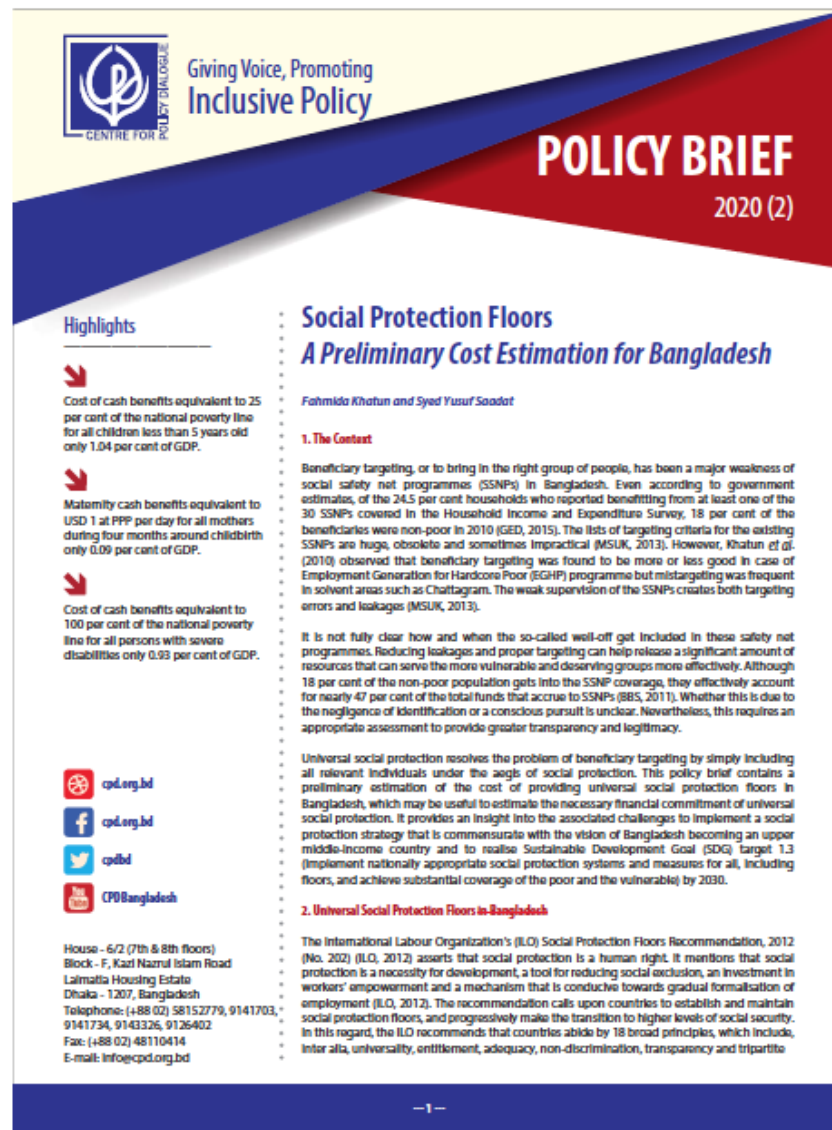 CENTRE FOR
POLICY DIALOGUE
Giving Voice, Promoting
Inclusive Policy
POLICY BRIEF
2020 (2)
Highlights
Cost of cash benefits equivalent to 25
per cent of the national poverty line
for all children less than 5 years old
only 1.04 per cent of GDP.
Maternity cash benefits equivalent to
USD 1 at PPP per day for all mothers
during four months around childbirth
only 0.09 per cent of GDP.
Cost of cash benefits equivalent to
100 per cent of the national poverty
line for all persons with severe
disabilities only 0.93 per cent of GDP.
cpd.org.bd
cpd.org.bd
cpdbd
CPDBangladesh
House - 6/2 (7th & 8th floors)
Block - F, Kazi Nazrul Islam Road
Lalmatia Housing Estate
Dhaka - 1207, Bangladesh
Telephone: (+88 02) 58152779, 9141703,
9141734, 9143326, 9126402
Fax: (+88 02) 48110414
E-mail: info@cpd.org.bd
Social Protection Floors
A Preliminary Cost Estimation for Bangladesh
Fahmida Khatun and Syed Yusuf Saadat
1. The Context
Beneficiary targeting, or to bring in the right group of people, has been a major weakness of
social safety net programmes (SSNPs) in Bangladesh. Even according to government
estimates, of the 24.5 per cent households who reported benefitting from at least one of the
30 SSNPs covered in the Household Income and Expenditure Survey, 18 per cent of the
beneficiaries were non-poor in 2010 (GED, 2015). The lists of targeting criteria for the existing
SSNPs are huge, obsolete and sometimes impractical (MSUK, 2013). However, Khatun et al.
(2010) observed that beneficiary targeting was found to be more or less good in case of
Employment Generation for Hardcore Poor (EGHP) programme but mistargeting was frequent
in solvent areas such as Chattagram. The weak supervision of the SSNPs creates both targeting
errors and leakages (MSUK, 2013).
It is not fully clear how and when the so-called well-off get included in these safety net
programmes. Reducing leakages and proper targeting can help release a significant amount of
resources that can serve the more vulnerable and deserving groups more effectively. Although
18 per cent of the non-poor population gets into the SSNP coverage, they effectively account
for nearly 47 per cent of the total funds that accrue to SSNPs (BBS, 2011). Whether this is due to
the negligence of identification or a conscious pursuit is unclear. Nevertheless, this requires an
appropriate assessment to provide greater transparency and legitimacy.
Universal social protection resolves the problem of beneficiary targeting by simply including
all relevant individuals under the aegis of social protection. This policy brief contains a
preliminary estimation of the cost of providing universal social protection floors in
Bangladesh, which may be useful to estimate the necessary financial commitment of universal
social protection. It provides an insight into the associated challenges to implement a social
protection strategy that is commensurate with the vision of Bangladesh becoming an upper
middle-income country and to realise Sustainable Development Goal (SDG) target 1.3
(implement nationally appropriate social protection systems and measures for all, including
floors, and achieve substantial coverage of the poor and the vulnerable) by 2030.
2. Universal Social Protection Floors in Bangladesh
The International Labour Organization's (ILO) Social Protection Floors Recommendation, 2012
(No. 202) (ILO, 2012) asserts that social protection is a human right. It mentions that social
protection is a necessity for development, a tool for reducing social exclusion, an investment in
workers' empowerment and a mechanism that is conducive towards gradual formalisation of
employment (ILO, 2012). The recommendation calls upon countries to establish and maintain
social protection floors, and progressively make the transition to higher levels of social security.
In this regard, the ILO recommends that countries abide by 18 broad principles, which include,
inter alia, universality, entitlement, adequacy, non-discrimination, transparency and tripartite
—1—